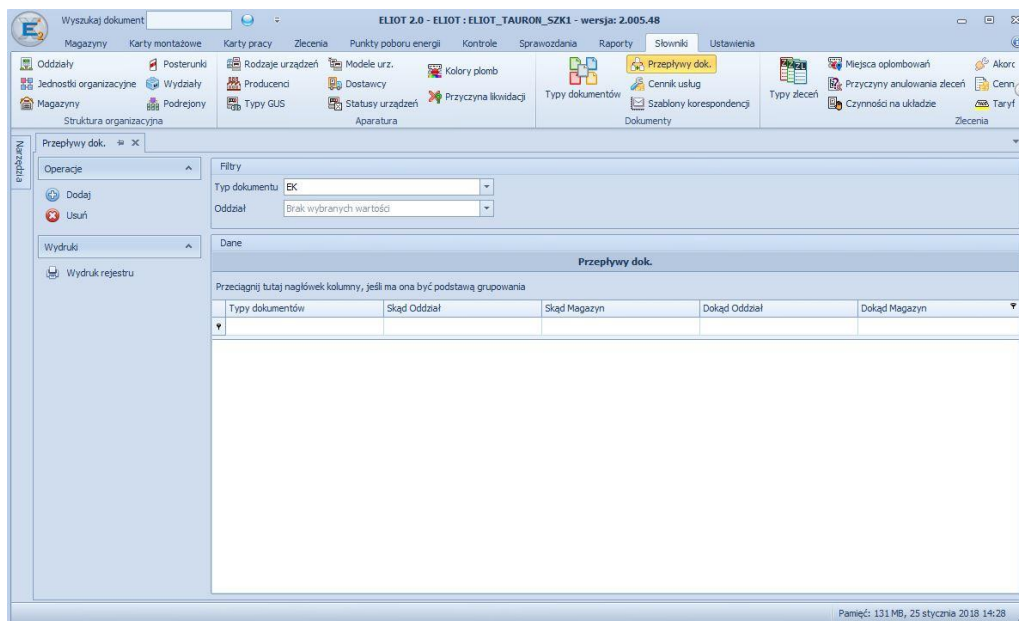 Wyszukaj dokument
ELIOT 2.0 - ELIOT : ELIOT_TAURON_SZK1 - wersja: 2.005.48
Magazyny Karty montażowe Karty pracy Zlecenia Punkty poboru energii Kontrole Sprawozdania Raporty Słowniki Ustawienia
Oddziały Posterunki Rodzaje urządzeń Modele urz. Kolory plomb Typy dokumentów Przepływy dok. Typy zleceń Miejsca oplombowań Akorc
Jednostki organizacyjne Wydziały Producenci Dostawcy Przyczyna likwidacji Cennik usług Przyczyny anulowania zleceń Cenn
Magazyny Podrejony Typy GUS Statusy urządzeń Szablony korespondencji Czynności na układzie Taryf
Struktura organizacyjna Aparatura Dokumenty Zlecenia
Narzędzia
Przepływy dok.
Operacje
Dodaj
Usuń
Wydruki
Wydruk rejestru
Filtry
Typ dokumentu EK
Oddział Brak wybranych wartości
Dane
Przepływy dok.
Przeciągnij tutaj nagłówek kolumny, jeśli ma ona być podstawą grupowania
Typy dokumentów Skąd Oddział Skąd Magazyn Dokąd Oddział Dokąd Magazyn
Pamięć: 131 MB, 25 stycznia 2018 14:28